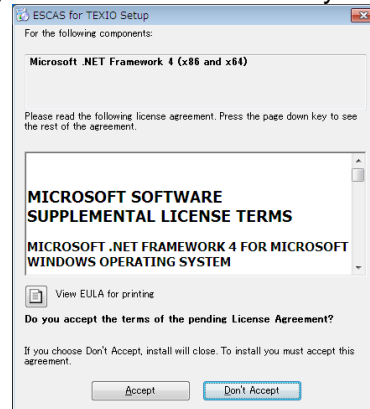 ESCAS for TEXIO Setup
For the following components:
Microsoft .NET Framework 4 (x86 and x64)
Please read the following license agreement. Press the page down key to see
the rest of the agreement.
MICROSOFT SOFTWARE
SUPPLEMENTAL LICENSE TERMS
MICROSOFT .NET FRAMEWORK 4 FOR MICROSOFT
WINDOWS OPERATING SYSTEM
View EULA for printing
Do you accept the terms of the pending License Agreement?
If you choose Don't Accept, install will close. To install you must accept this
agreement.
Accept Don't Accept